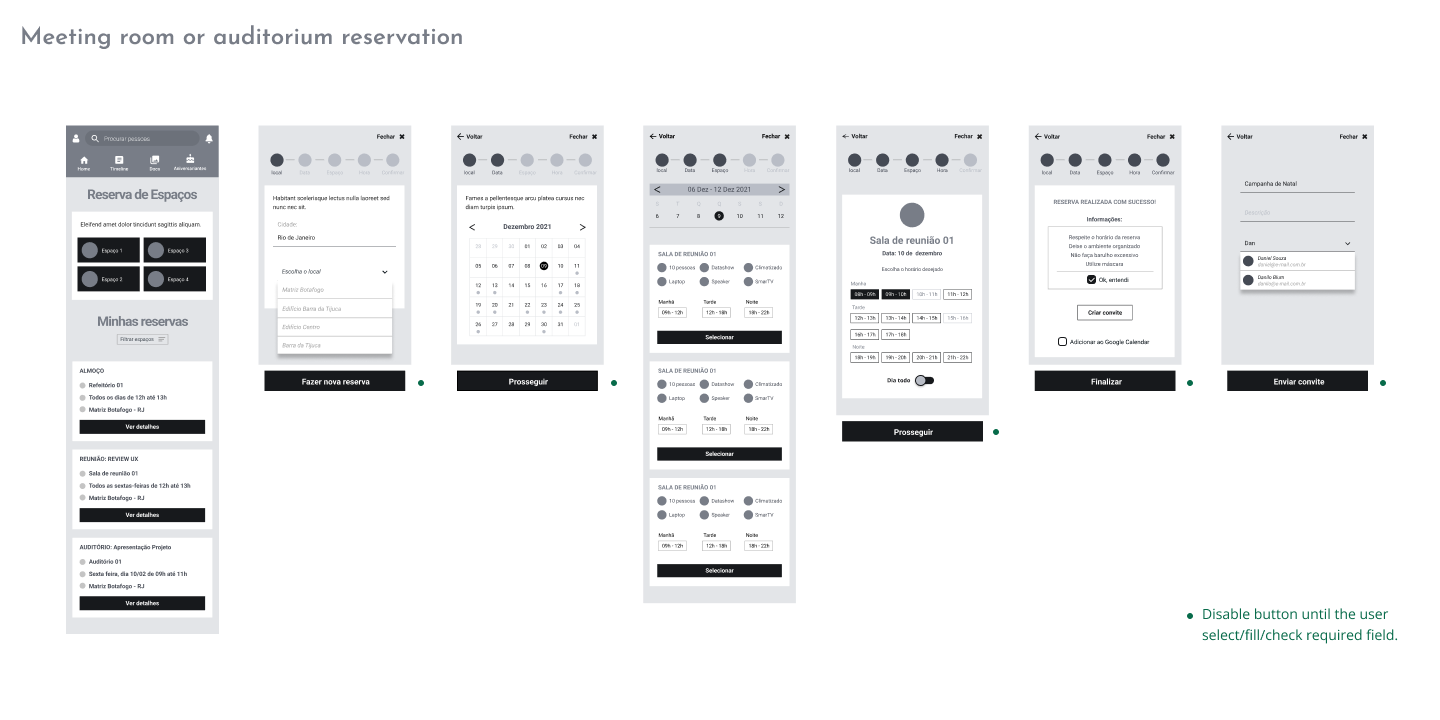 Meeting room or auditorium reservation
Procurar pessoas
Home Timeline Docs Aniversariantes
Reserva de Espaços
Eleifend amet dolor tincidunt sagittis aliquam.
Espaço 1 Espaço 3
Espaço 2 Espaço 4
Minhas reservas
Filtrar espaços
ALMOÇO
Refeitório 01
Todos os dias de 12h até 13h
Matriz Botafogo - RJ
Ver detalhes
REUNIÃO: REVIEW UX
Sala de reunião 01
Todos as sextas-feiras de 12h até 13h
Matriz Botafogo - RJ
Ver detalhes
AUDITÓRIO: Apresentação Projeto
Auditório 01
Sexta feira, dia 10/02 de 09h até 11h
Matriz Botafogo - RJ
Ver detalhes
Fechar ✖
local Data Espaço Hora Confirmar
Habitant scelerisque lectus nulla laoreet sed
nunc nec sit.
Cidade:
Rio de Janeiro
Escolha o local
Matriz Botafogo
Edifício Barra da Tijuca
Edifício Centro
Barra da Tijuca
Fazer nova reserva
Voltar Fechar ✖
local Data Espaço Hora Confirmar
Fames a pellentesque arcu platea cursus nec
diam turpis ipsum.
< Dezembro 2021 >
01 02 03 04
05 06 07 08 09 10 11
12 13 14 15 16 17 18
19 20 21 22 23 24 25
26 27 28 29 30 31 01
Prosseguir
Voltar Fechar ✖
local Data Espaço Hora Confirmar
< 06 Dez - 12 Dez 2021 >
6 7 8 9 10 11 12
SALA DE REUNIÃO 01
10 pessoas Datashow Climatizado
Laptop Speaker SmarTV
Manhã Tarde Noite
09h - 12h 12h - 18h 18h - 22h
Selecionar
SALA DE REUNIÃO 01
10 pessoas Datashow Climatizado
Laptop Speaker SmarTV
Manhã Tarde Noite
09h - 12h 12h - 18h 18h - 22h
Selecionar
SALA DE REUNIÃO 01
10 pessoas Datashow Climatizado
Laptop Speaker SmarTV
Manhã Tarde Noite
09h - 12h 12h - 18h 18h - 22h
Selecionar
Voltar Fechar ✖
local Data Espaço Hora Confirmar
Sala de reunião 01
Data: 10 de dezembro
Escolha o horário desejado
Manhã
08h - 09h 09h - 10h 10h - 11h 11h - 12h
Tarde
12h - 13h 13h - 14h 14h - 15h 15h - 16h
16h - 17h 17h - 18h
Noite
18h - 19h 19h - 20h 20h - 21h 21h - 22h
Dia todo
Prosseguir
Voltar Fechar ✖
local Data Espaço Hora Confirmar
RESERVA REALIZADA COM SUCESSO!
Informações:
Respeite o horário da reserva
Deixe o ambiente organizado
Não faça barulho excessivo
Utilize máscara
Ok, entendi
Criar convite
Adicionar ao Google Calendar
Finalizar
Voltar Fechar ✖
Campanha de Natal
Descrição
Dan
Daniel Souza
daniel@e-mail.com.br
Danilo Blum
danilo@e-mail.com.br
Enviar convite
Disable button until the user
select/fill/check required field.